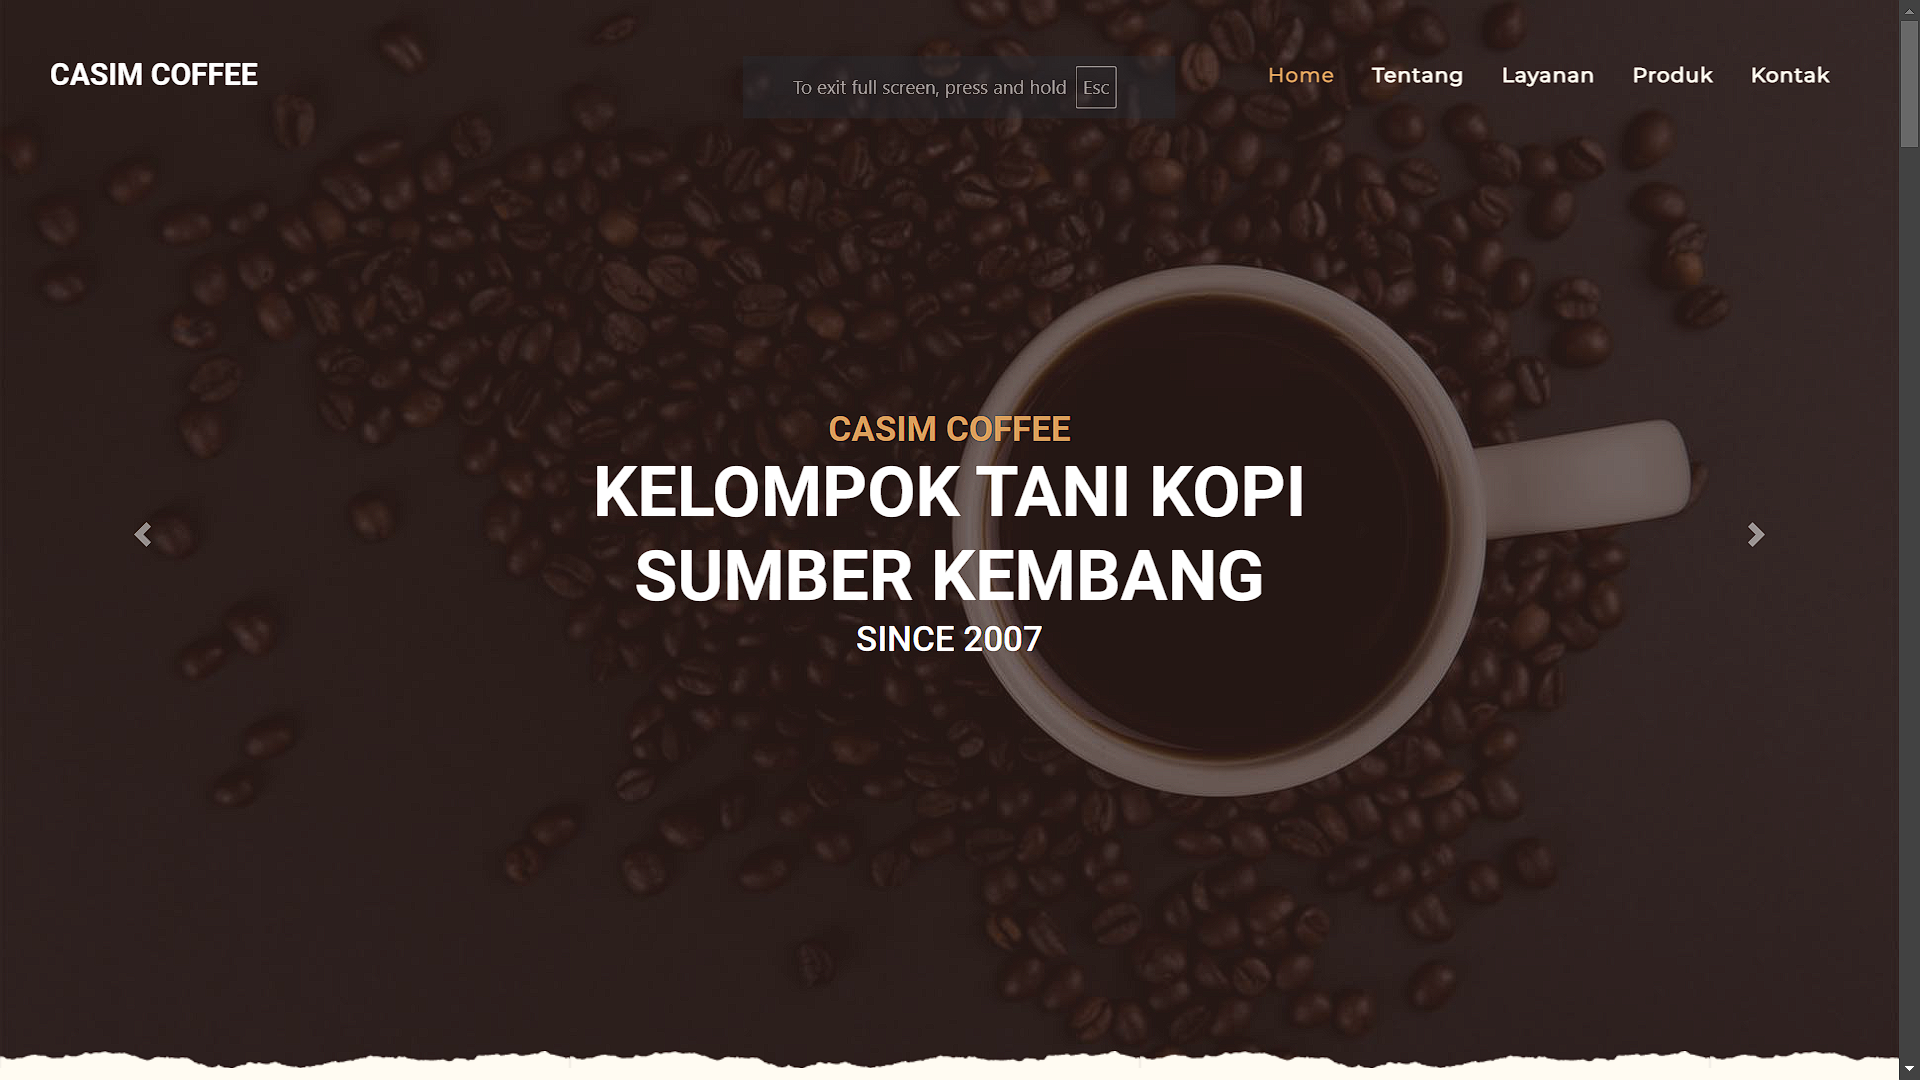 CASIM COFFEE
To exit full screen, press and hold Esc
Home Tentang Layanan Produk Kontak
CASIM COFFEE
KELOMPOK TANI KOPI
SUMBER KEMBANG
SINCE 2007